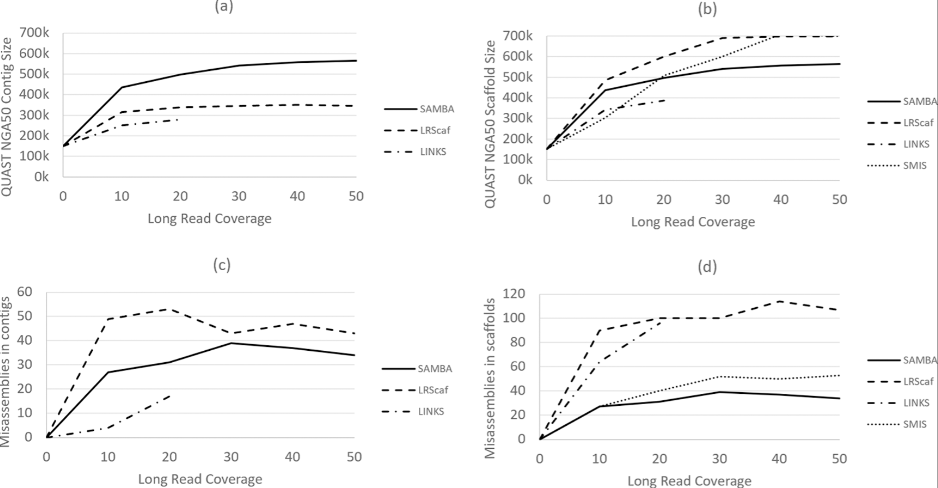 (a)
QUAST NGA50 Contig Size
700k
600k
500k
400k
300k
200k
100k
0k
0 10 20 30 40 50
Long Read Coverage
SAMBA
LRScaf
LINKS
(b)
QUAST NGA50 Scaffold Size
700k
600k
500k
400k
300k
200k
100k
0k
0 10 20 30 40 50
Long Read Coverage
SAMBA
LRScaf
LINKS
SMIS
(c)
Misassemblies in contigs
60
50
40
30
20
10
0
0 10 20 30 40 50
Long Read Coverage
SAMBA
LRScaf
LINKS
(d)
Misassemblies in scaffolds
120
100
80
60
40
20
0
0 10 20 30 40 50
Long Read Coverage
SAMBA
LRScaf
LINKS
SMIS